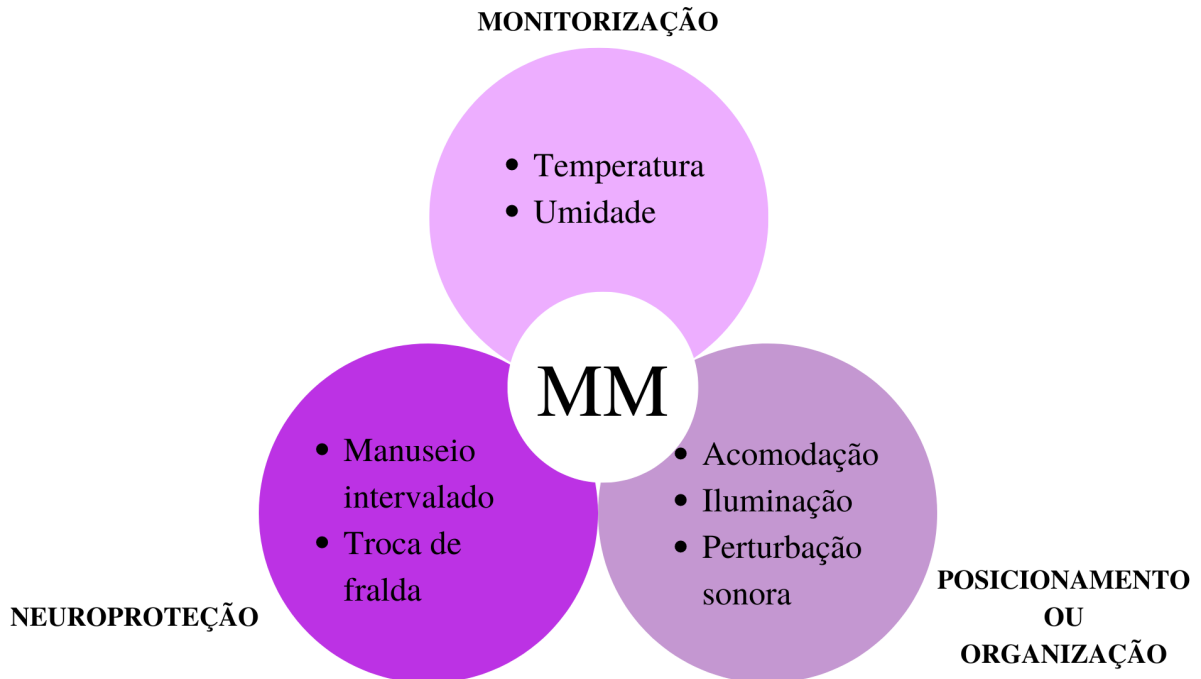 MONITORIZAÇÃO
• Temperatura
• Umidade
MM
• Manuseio
intervalado
• Troca de
fralda
NEUROPROTEÇÃO
• Acomodação
• Iluminação
• Perturbação
sonora
POSICIONAMENTO
OU
ORGANIZAÇÃO